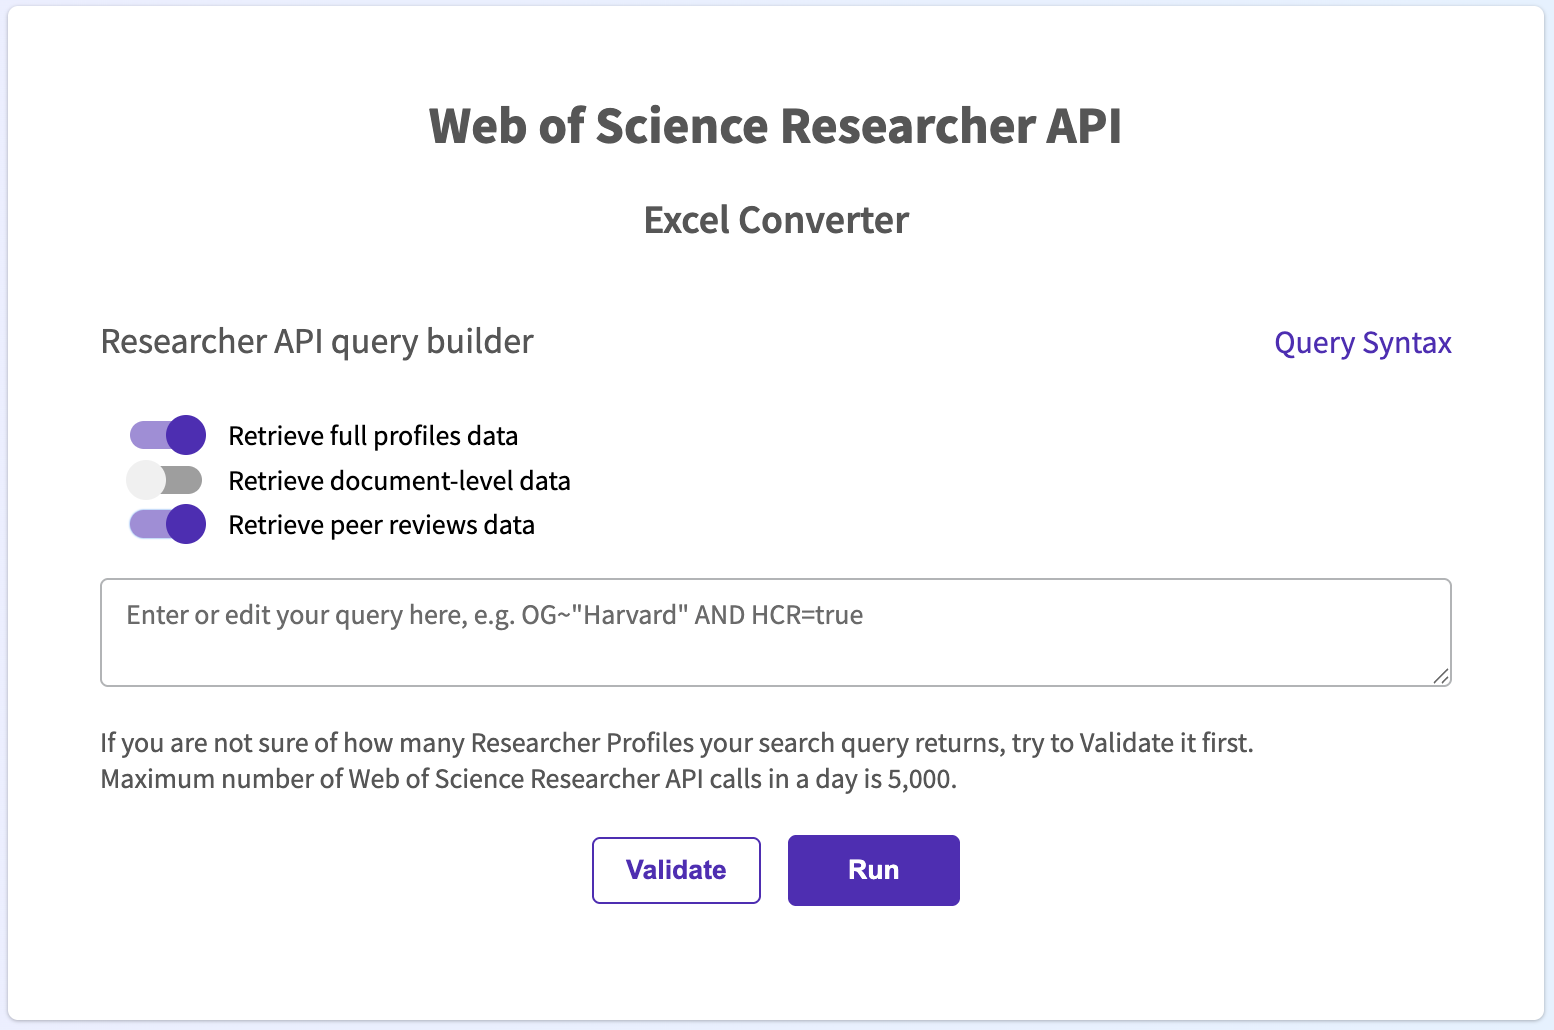 Web of Science Researcher API
Excel Converter
Researcher API query builder
Query Syntax
Retrieve full profiles data
Retrieve document-level data
Retrieve peer reviews data
Enter or edit your query here, e.g. OG~"Harvard" AND HCR=true
If you are not sure of how many Researcher Profiles your search query returns, try to Validate it first.
Maximum number of Web of Science Researcher API calls in a day is 5,000.
Validate
Run